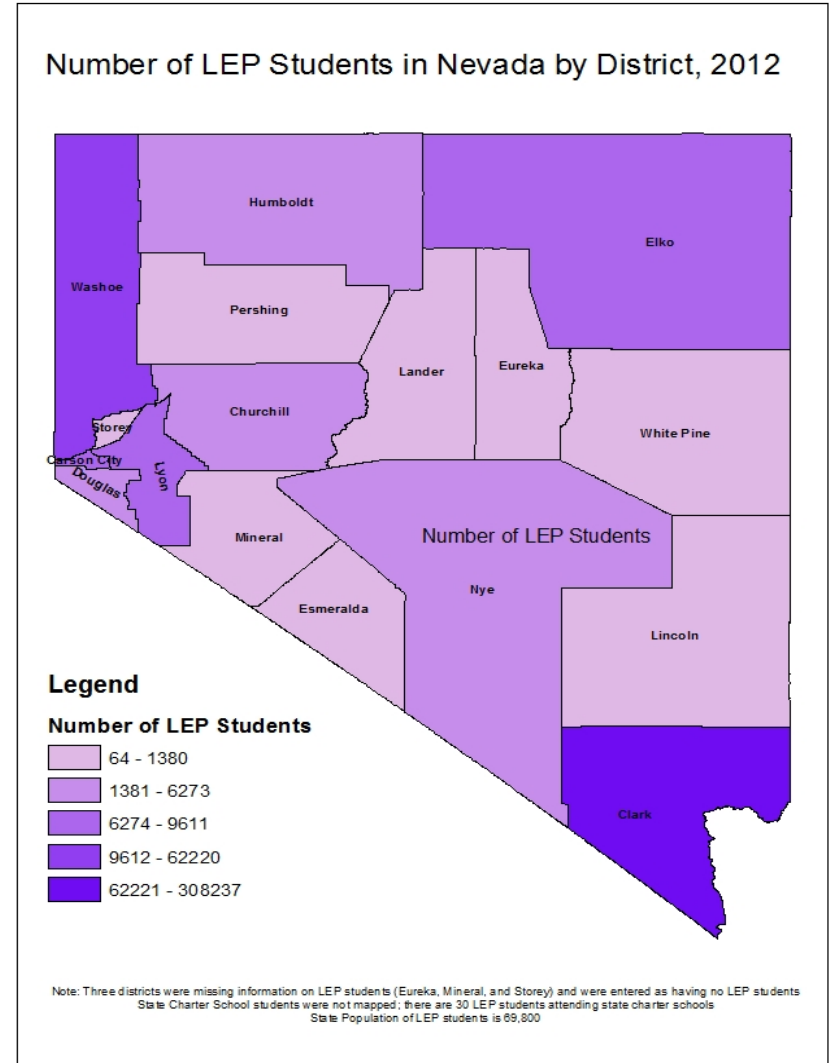 Number of LEP Students in Nevada by District, 2012
Humboldt
Elko
Washoe
Pershing
Lander
Eureka
Churchill
Storey
White Pine
Carson City
Lyon
Douglas
Mineral
Number of LEP Students
Nye
Esmeralda
Lincoln
Legend
Number of LEP Students
64 - 1380
1381 - 6273
6274 - 9611
9612 - 62220
62221 - 308237
Clark
Note: Three districts were missing information on LEP students (Eureka, Mineral, and Storey) and were entered as having no LEP students
State Charter School students were not mapped; there are 30 LEP students attending state charter schools
State Population of LEP students is 69,800